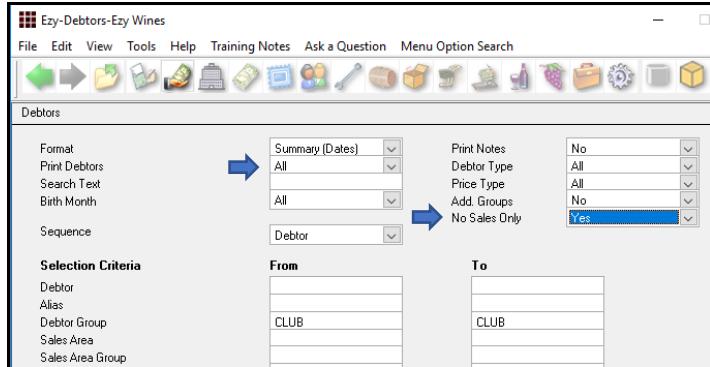 Ezy-Debtors-Ezy Wines
File Edit View Tools Help Training Notes Ask a Question Menu Option Search
Debtors
Format Summary (Dates) Print Notes No
Print Debtors All Debtor Type All
Search Text Price Type All
Birth Month All Add. Groups No
No Sales Only Yes
Sequence Debtor
Selection Criteria From To
Debtor
Alias
Debtor Group CLUB CLUB
Sales Area
Sales Area Group